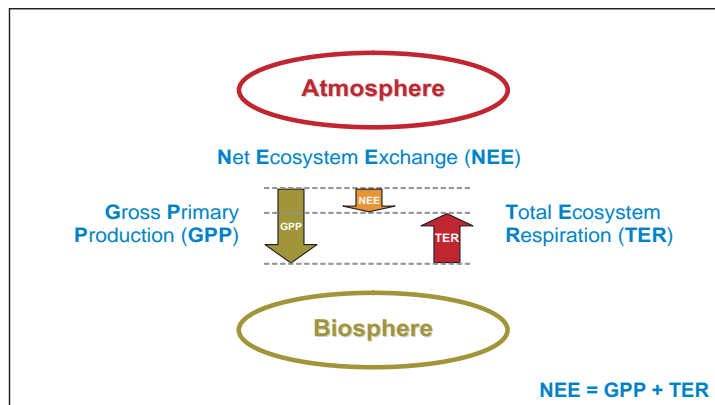 Atmosphere
Net Ecosystem Exchange (NEE)
Gross Primary
Production (GPP)
GPP
NEE
TER
Total Ecosystem
Respiration (TER)
Biosphere
NEE = GPP + TER